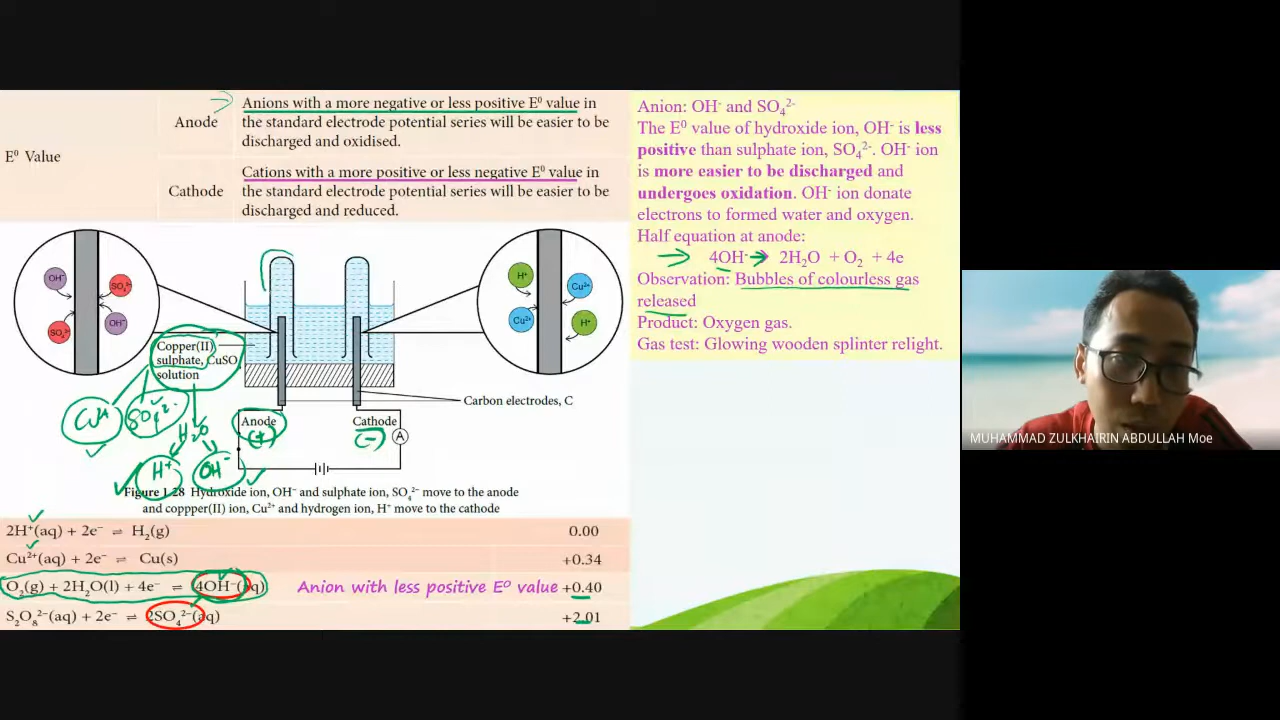 E⁰ Value
Anode
Anions with a more negative or less positive E⁰ value in
the standard electrode potential series will be easier to be
discharged and oxidised.
Cathode
Cations with a more positive or less negative E⁰ value in
the standard electrode potential series will be easier to be
discharged and reduced.
OH⁻
SO₄²⁻
SO₄²⁻
OH⁻
Copper(II)
sulphate, CuSO
solution
H⁺
Cu²⁺
Cu²⁺
H⁺
Carbon electrodes, C
Anode
(+)
Cathode
(-)
A
SO₄²⁻
H₂O
H⁺
OH⁻
Figure 1.28 Hydroxide ion, OH⁻ and sulphate ion, SO₄²⁻ move to the anode
and coppper(II) ion, Cu²⁺ and hydrogen ion, H⁺ move to the cathode
2H⁺(aq) + 2e⁻ ⇌ H₂(g) 0.00
Cu²⁺(aq) + 2e⁻ ⇌ Cu(s) +0.34
O₂(g) + 2H₂O(l) + 4e⁻ ⇌ 4OH⁻(aq) Anion with less positive E⁰ value +0.40
S₂O₈²⁻(aq) + 2e⁻ ⇌ 2SO₄²⁻(aq) +2.01
Anion: OH⁻ and SO₄²⁻
The E⁰ value of hydroxide ion, OH⁻ is less
positive than sulphate ion, SO₄²⁻. OH⁻ ion
is more easier to be discharged and
undergoes oxidation. OH⁻ ion donate
electrons to formed water and oxygen.
Half equation at anode:
4OH⁻ → 2H₂O + O₂ + 4e
Observation: Bubbles of colourless gas
released
Product: Oxygen gas.
Gas test: Glowing wooden splinter relight.
MUHAMMAD ZULKHAIRIN ABDULLAH Moe